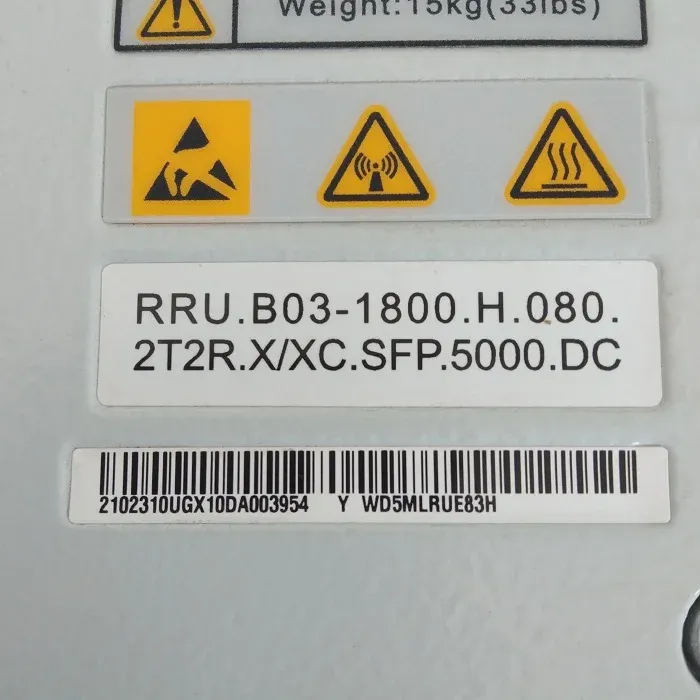 Weight:15kg(33lbs)
RRU.B03-1800.H.080.
2T2R.X/XC.SFP.5000.DC
2102310UGX10DA003954 Y WD5MLRUE83H